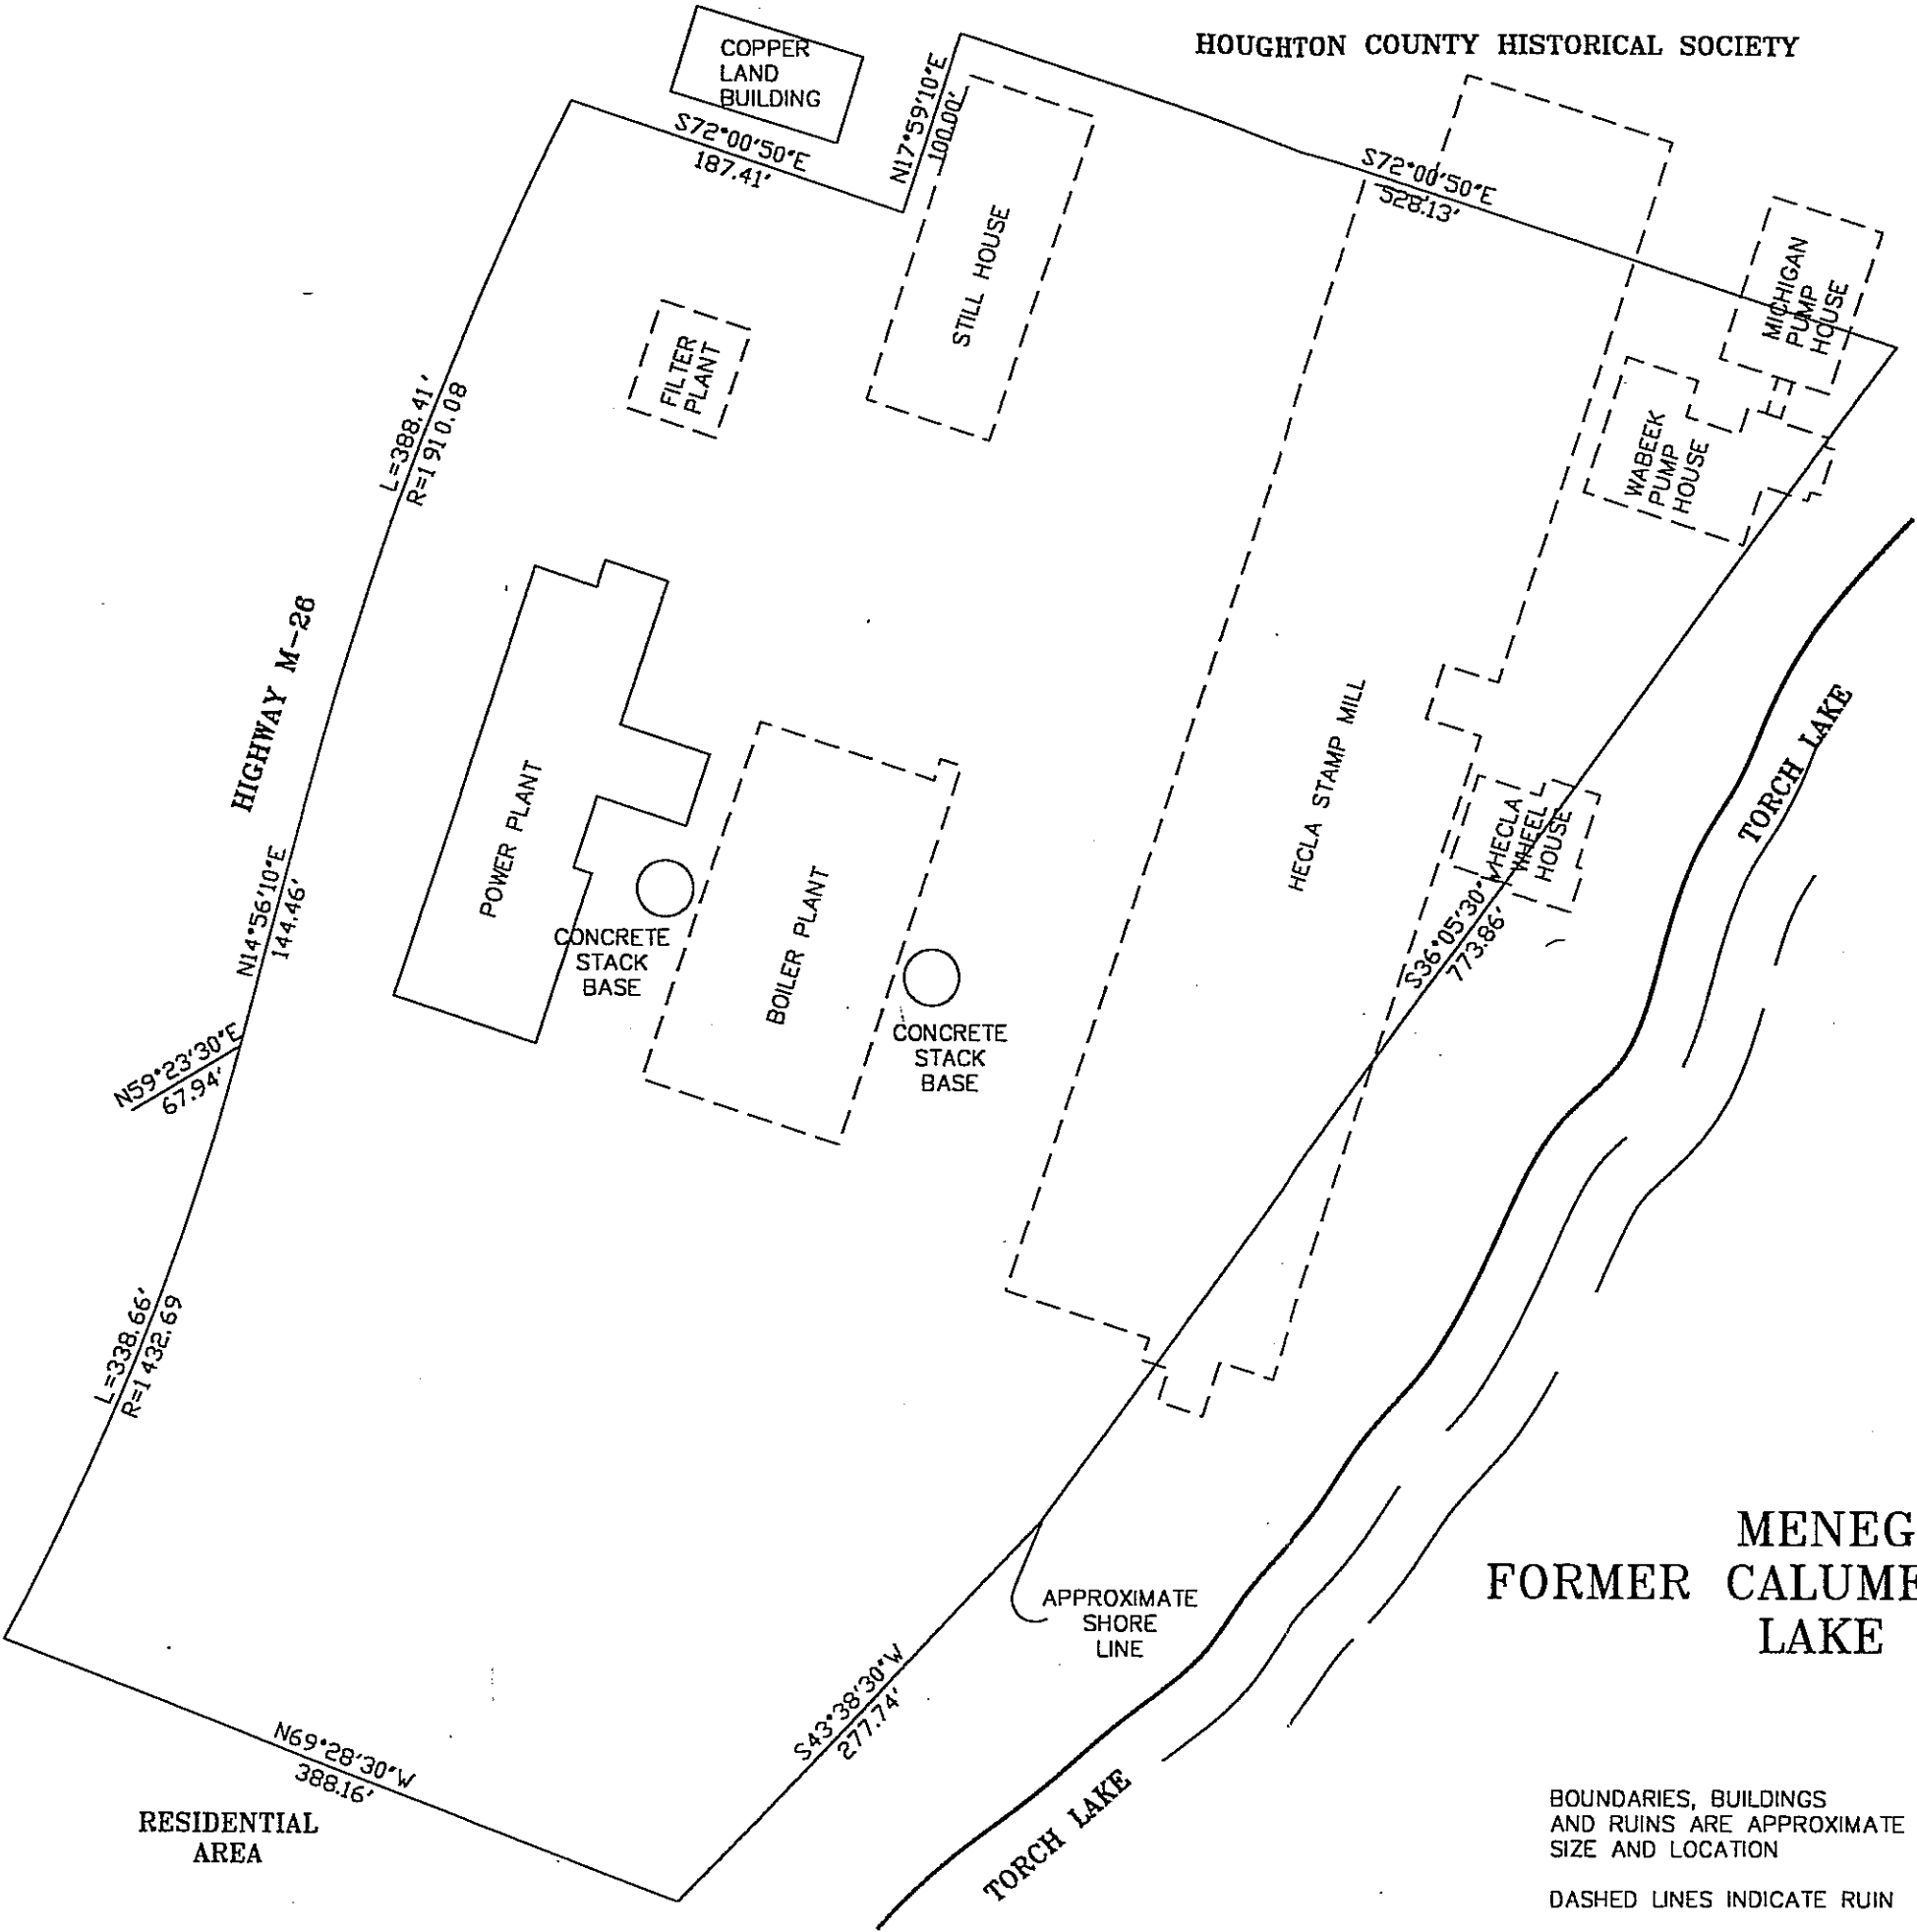 HOUGHTON COUNTY HISTORICAL SOCIETY
COPPER
LAND
BUILDING
S72°00'50"E
187.41'
N17°59'10"E
100.00'
S72°00'50"E
528.13'
STILL HOUSE
MICHIGAN
PUMP
HOUSE
FILTER
PLANT
L=388.41'
R=1910.08
WABEEK
PUMP
HOUSE
HIGHWAY M-26
TORCH LAKE
POWER PLANT
HECLA STAMP MILL
HECLA
WHEEL
HOUSE
N14°56'10"E
144.46'
BOILER PLANT
CONCRETE
STACK
BASE
S36°05'30"W
773.86'
CONCRETE
STACK
BASE
N59°23'30"E
67.94'
L=338.66'
R=1432.69
MENEG
FORMER CALUME
LAKE
APPROXIMATE
SHORE
LINE
S43°38'30"W
277.74'
N69°28'30"W
388.16'
RESIDENTIAL
AREA
TORCH LAKE
BOUNDARIES, BUILDINGS
AND RUINS ARE APPROXIMATE
SIZE AND LOCATION
DASHED LINES INDICATE RUIN